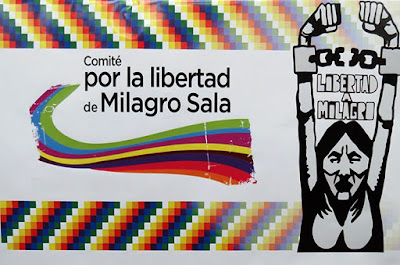 Comité
por la libertad
de Milagro Sala
LIBERTAD
A
MILAGRO